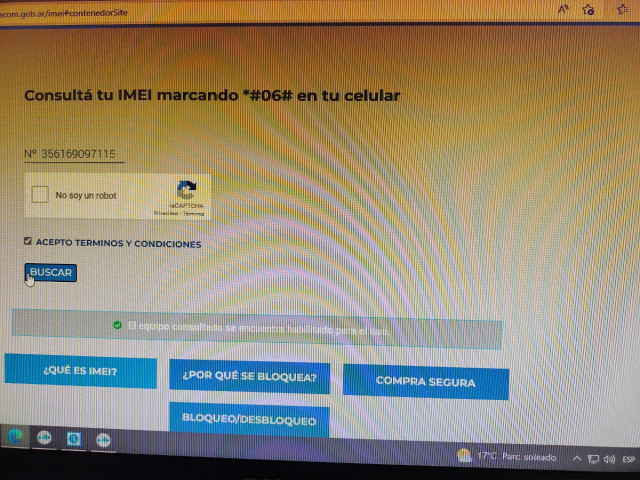 acom.gob.ar/imei#contenedorSite
Consultá tu IMEI marcando *#06# en tu celular
Nº 356169097115
No soy un robot
reCAPTCHA
Privacidad - Términos
ACEPTO TERMINOS Y CONDICIONES
BUSCAR
El equipo consultado se encuentra habilitado para el uso.
¿QUÉ ES IMEI?
¿POR QUÉ SE BLOQUEA?
COMPRA SEGURA
BLOQUEO/DESBLOQUEO
17°C Parc. soleado
ESP